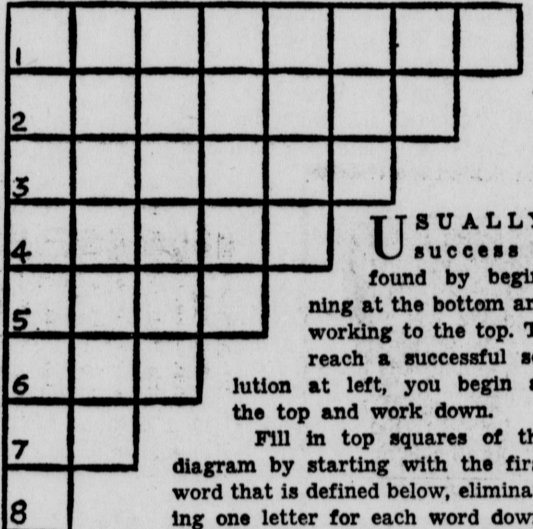 1
2
3
4
5
6
7
8
USUALLY
success
found by begin
ning at the bottom an
working to the top. T
reach a successful so
lution at left, you begin a
the top and work down.
Fill in top squares of th
diagram by starting with the firs
word that is defined below, elimina
ing one letter for each word dow